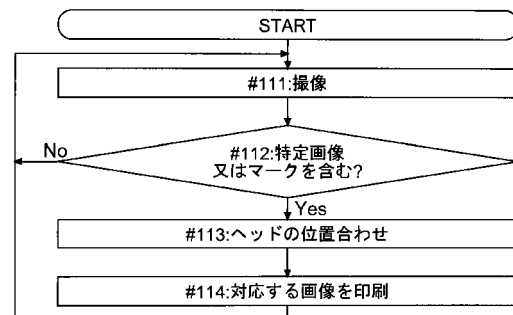 START
#111:撮像
No
#112:特定画像
又はマークを含む?
Yes
#113:ヘッドの位置合わせ
#114:対応する画像を印刷